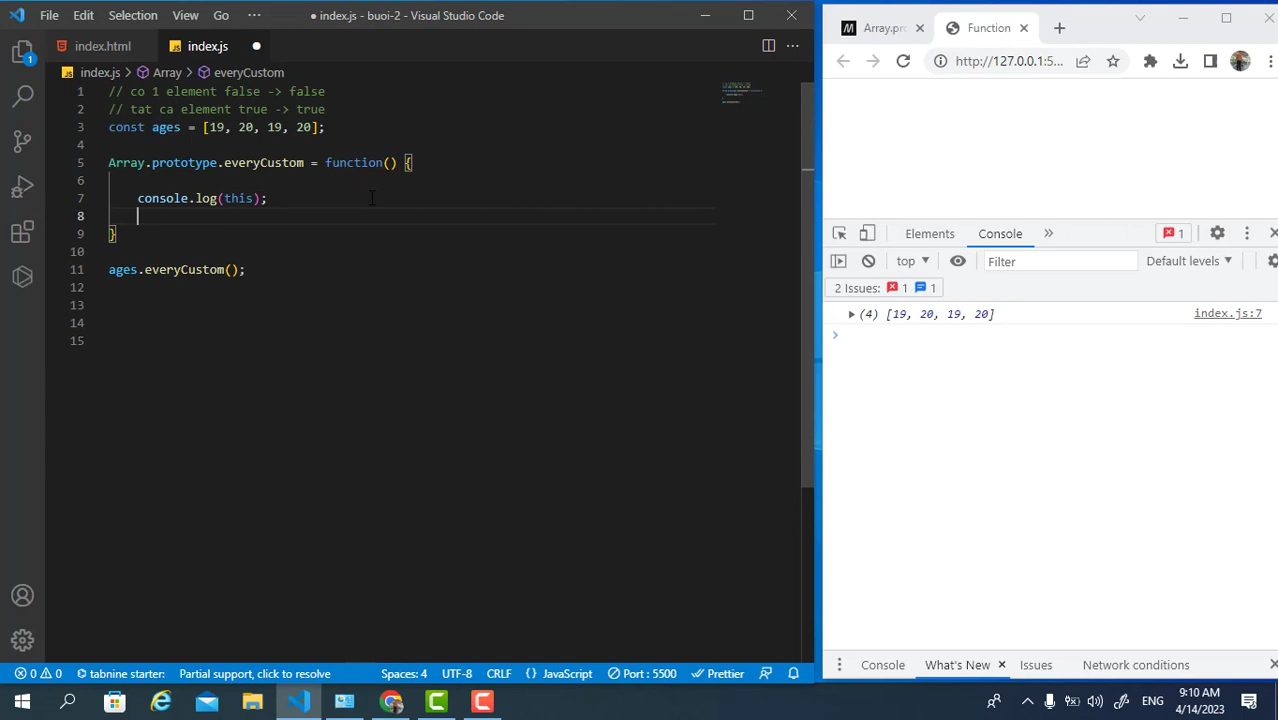 File Edit Selection View Go ··· ● index.js - buoi-2 - Visual Studio Code
index.html
JS index.js ●
JS index.js > Array > everyCustom
1 // co 1 element false -> false
2 // tat ca element true -> true
3 const ages = [19, 20, 19, 20];
4
5 Array.prototype.everyCustom = function() {
6
7 console.log(this);
8
9 }
10
11 ages.everyCustom();
12
13
14
15
1
0 0 tabnine starter: Partial support, click to resolve Spaces: 4 UTF-8 CRLF {} JavaScript Port : 5500 Prettier
Array.pro
Function
http://127.0.0.1:5...
Elements Console » 1
top Filter Default levels
2 Issues: 1 1
(4) [19, 20, 19, 20] index.js:7
Console What's New Issues Network conditions
ENG
9:10 AM
4/14/2023